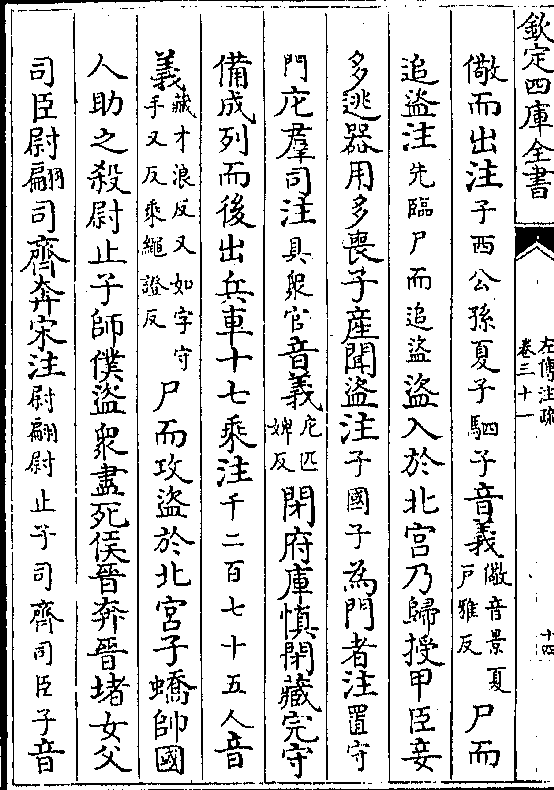 欽定四庫全書
左傳注疏
卷三十一
十四
儆而出注子西公孫夏子駟子音義儆音景夏戸雅反尸而
追盜注先臨尸而追盜盜入於北宮乃歸授甲臣妾
多逃器用多喪子産聞盜注子國子為門者注置守
門庀羣司注具衆官音義庀匹婢反閉府庫慎閉藏完守
備成列而後出兵車十七乘注千二百七十五人音
義藏才浪反又如字守手又反乘繩證反尸而攻盜於北宮子蟜帥國
人助之殺尉止子師僕盜衆盡死侯晉奔晉堵女父
司臣尉翩司齊奔宋注尉翩尉止子司齊司臣子音